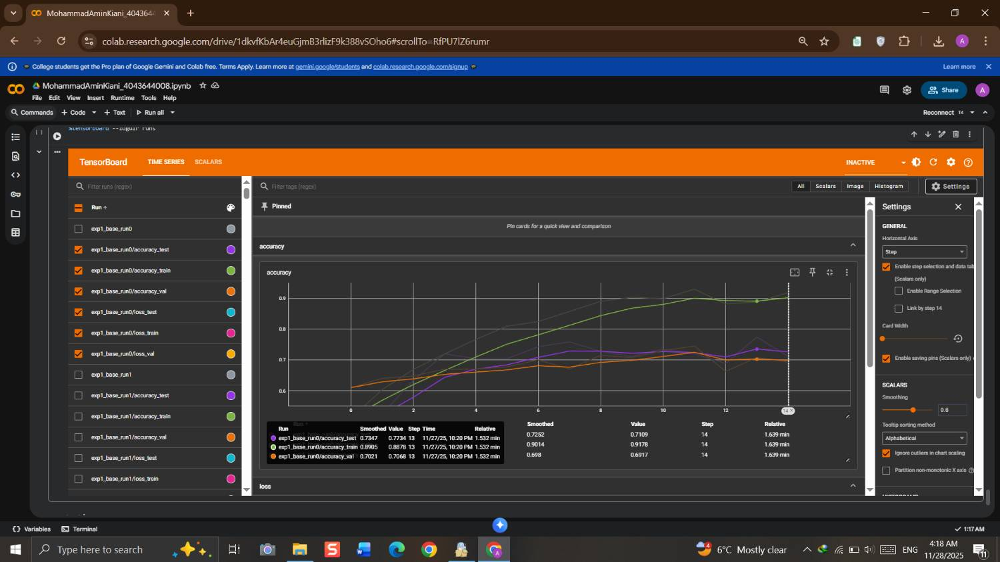 MohammadAminKiani_404364
colab.research.google.com/drive/1dkvfKbAr4euGjmB3rlizF9k388vSOho6#scrollTo=RfPU7lZ6rumr
A
College students get the Pro plan of Google Gemini and Colab free. Terms Apply. Learn more at gemini.google/students and colab.research.google.com/signup
Learn more
MohammadAminKiani_4043644008.ipynb
File Edit View Insert Runtime Tools Help
Share
A
Commands + Code + Text Run all
Reconnect T4
%tensorboard --logdir runs
TensorBoard TIME SERIES SCALARS INACTIVE
Filter runs (regex)
Filter tags (regex)
All Scalars Image Histogram Settings
Run
exp1_base_run0
exp1_base_run0/accuracy_test
exp1_base_run0/accuracy_train
exp1_base_run0/accuracy_val
exp1_base_run0/loss_test
exp1_base_run0/loss_train
exp1_base_run0/loss_val
exp1_base_run1
exp1_base_run1/accuracy_test
exp1_base_run1/accuracy_train
exp1_base_run1/accuracy_val
exp1_base_run1/loss_test
exp1_base_run1/loss_train
Pinned
Pin cards for a quick view and comparison
accuracy
accuracy
0.9
0.8
0.7
0.6
0 2 4 6 8 10 12 14
Run Smoothed Value Step Time Relative
exp1_base_run0/accuracy_test 0.7347 0.7734 13 11/27/25, 10:20 PM 1.532 min
exp1_base_run0/accuracy_train 0.8905 0.8878 13 11/27/25, 10:20 PM 1.532 min
exp1_base_run0/accuracy_val 0.7021 0.7068 13 11/27/25, 10:20 PM 1.532 min
Smoothed Value Step Relative
0.7252 0.7109 14 1.639 min
0.9014 0.9178 14 1.639 min
0.698 0.6917 14 1.639 min
loss
Settings
GENERAL
Horizontal Axis
Step
Enable step selection and data tab
(Scalars only)
Enable Range Selection
Link by step 14
Card Width
Enable saving pins (Scalars only)
SCALARS
Smoothing
0.6
Tooltip sorting method
Alphabetical
Ignore outliers in chart scaling
Partition non-monotonic X axis
Variables Terminal
1:17 AM
Type here to search
6°C Mostly clear
ENG
4:18 AM
11/28/2025
11